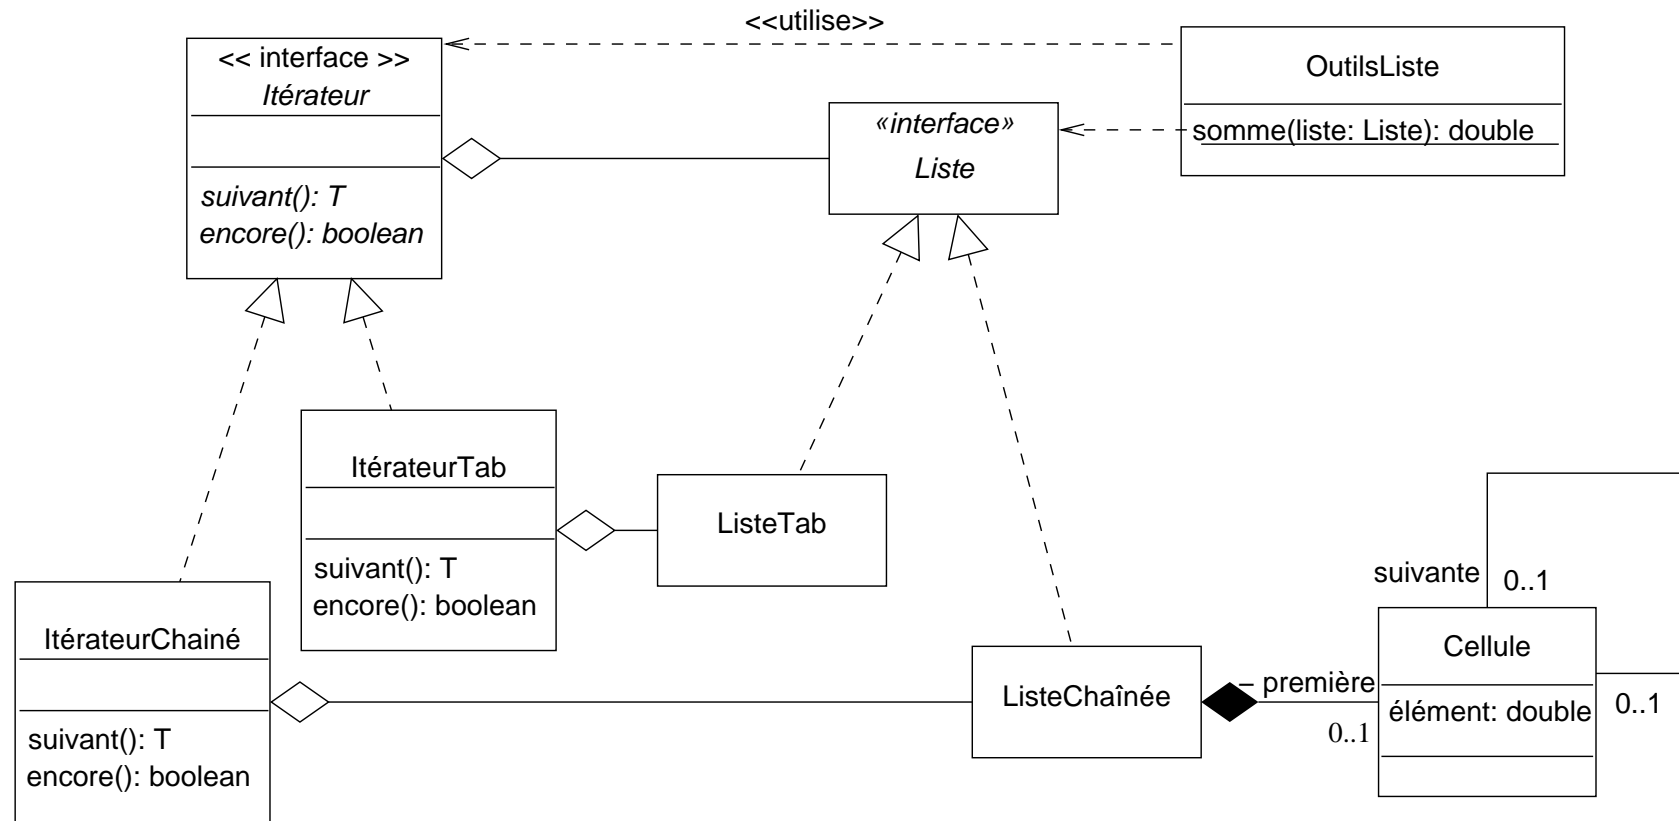 <<utilise>>
<< interface >>
Itérateur
suivant(): T
encore(): boolean
«interface»
Liste
OutilsListe
somme(liste: Liste): double
ItérateurTab
suivant(): T
encore(): boolean
ListeTab
ItérateurChainé
suivant(): T
encore(): boolean
ListeChaînée
– première
0..1
suivante
0..1
Cellule
élément: double
0..1